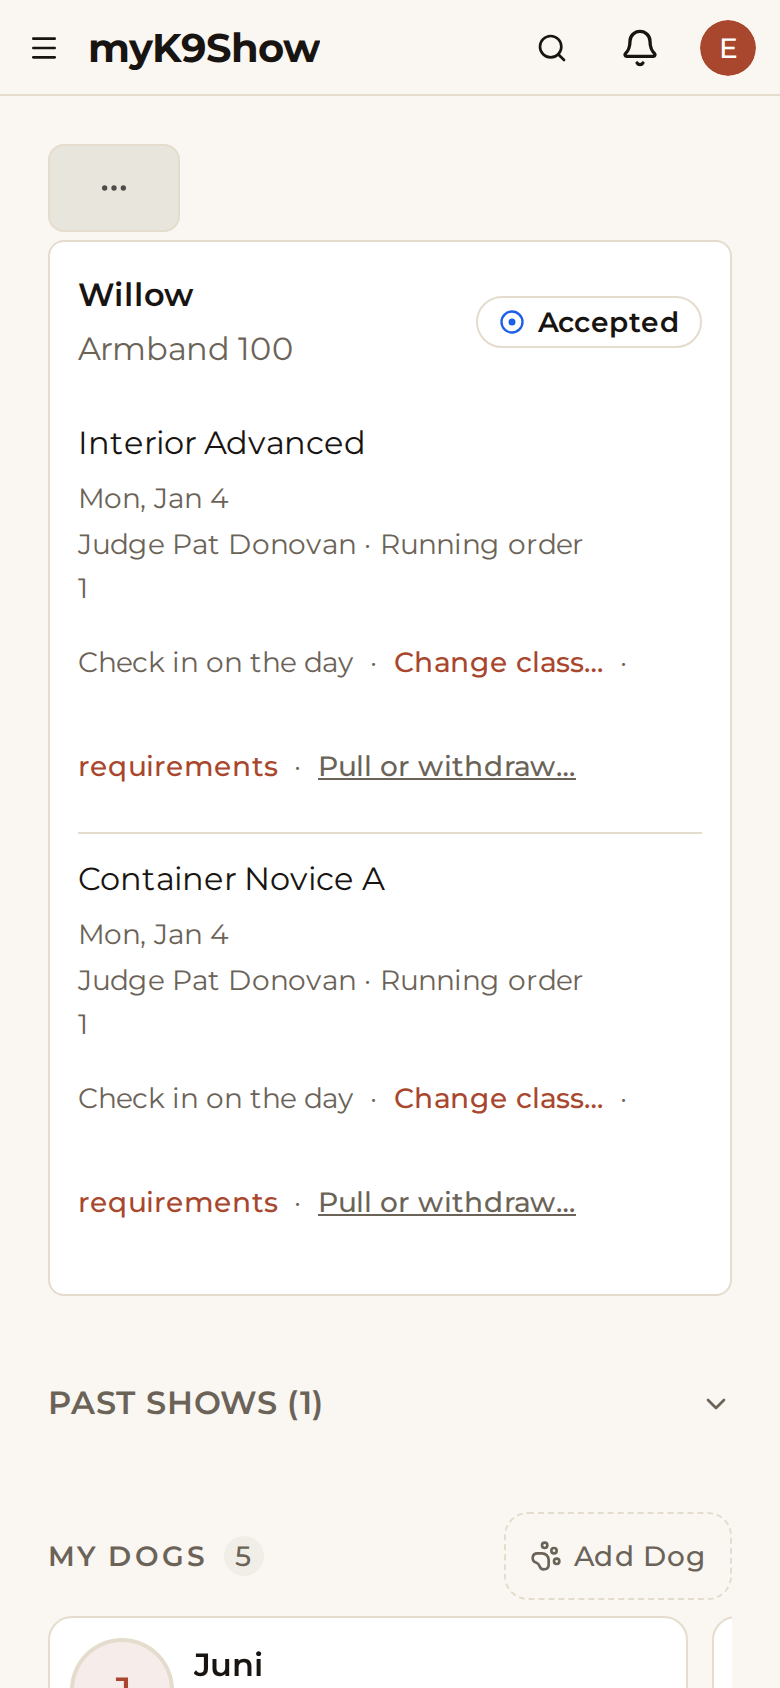 myK9Show
E
...
Willow
Accepted
Armband 100
Interior Advanced
Mon, Jan 4
Judge Pat Donovan · Running order
1
Check in on the day · Change class... ·
requirements · Pull or withdraw...
Container Novice A
Mon, Jan 4
Judge Pat Donovan · Running order
1
Check in on the day · Change class... ·
requirements · Pull or withdraw...
PAST SHOWS (1)
MY DOGS 5
Add Dog
Juni
J